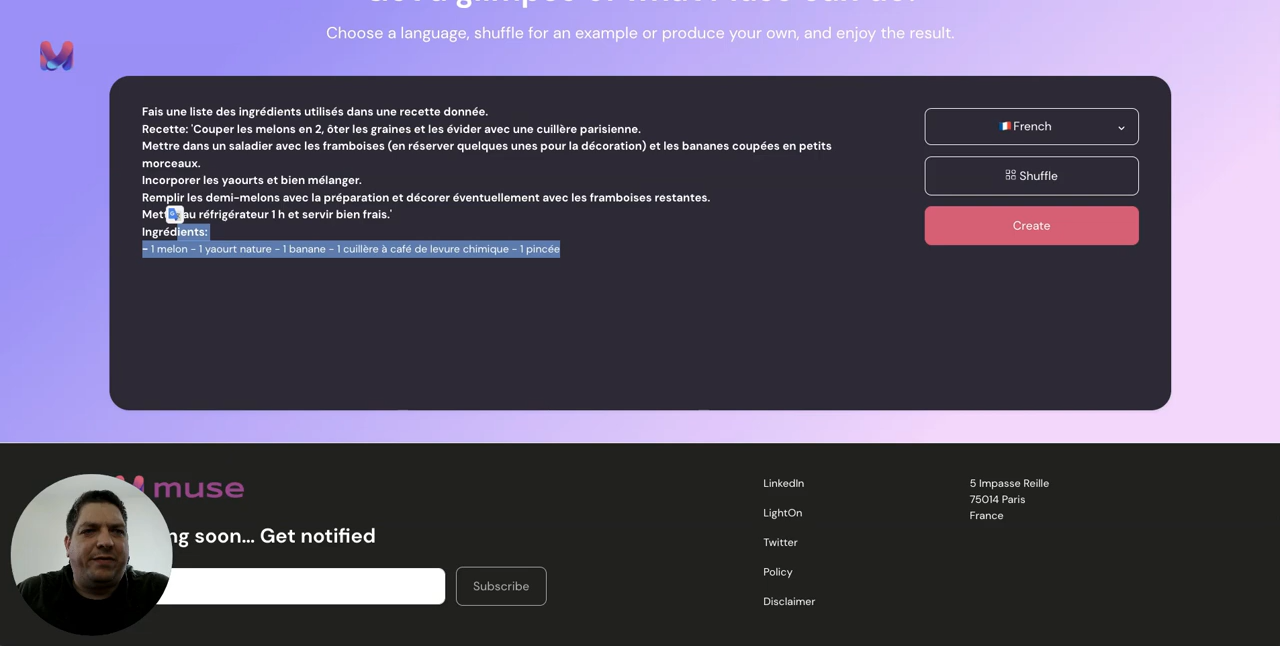 Choose a language, shuffle for an example or produce your own, and enjoy the result.
Fais une liste des ingrédients utilisés dans une recette donnée.
Recette: 'Couper les melons en 2, ôter les graines et les évider avec une cuillère parisienne.
Mettre dans un saladier avec les framboises (en réserver quelques unes pour la décoration) et les bananes coupées en petits
morceaux.
Incorporer les yaourts et bien mélanger.
Remplir les demi-melons avec la préparation et décorer éventuellement avec les framboises restantes.
au réfrigérateur 1 h et servir bien frais.'
Ingrédients:
- 1 melon - 1 yaourt nature - 1 banane - 1 cuillère à café de levure chimique - 1 pincée
French
Shuffle
Create
muse
soon... Get notified
Subscribe
LinkedIn
LightOn
Twitter
Policy
Disclaimer
5 Impasse Reille
75014 Paris
France